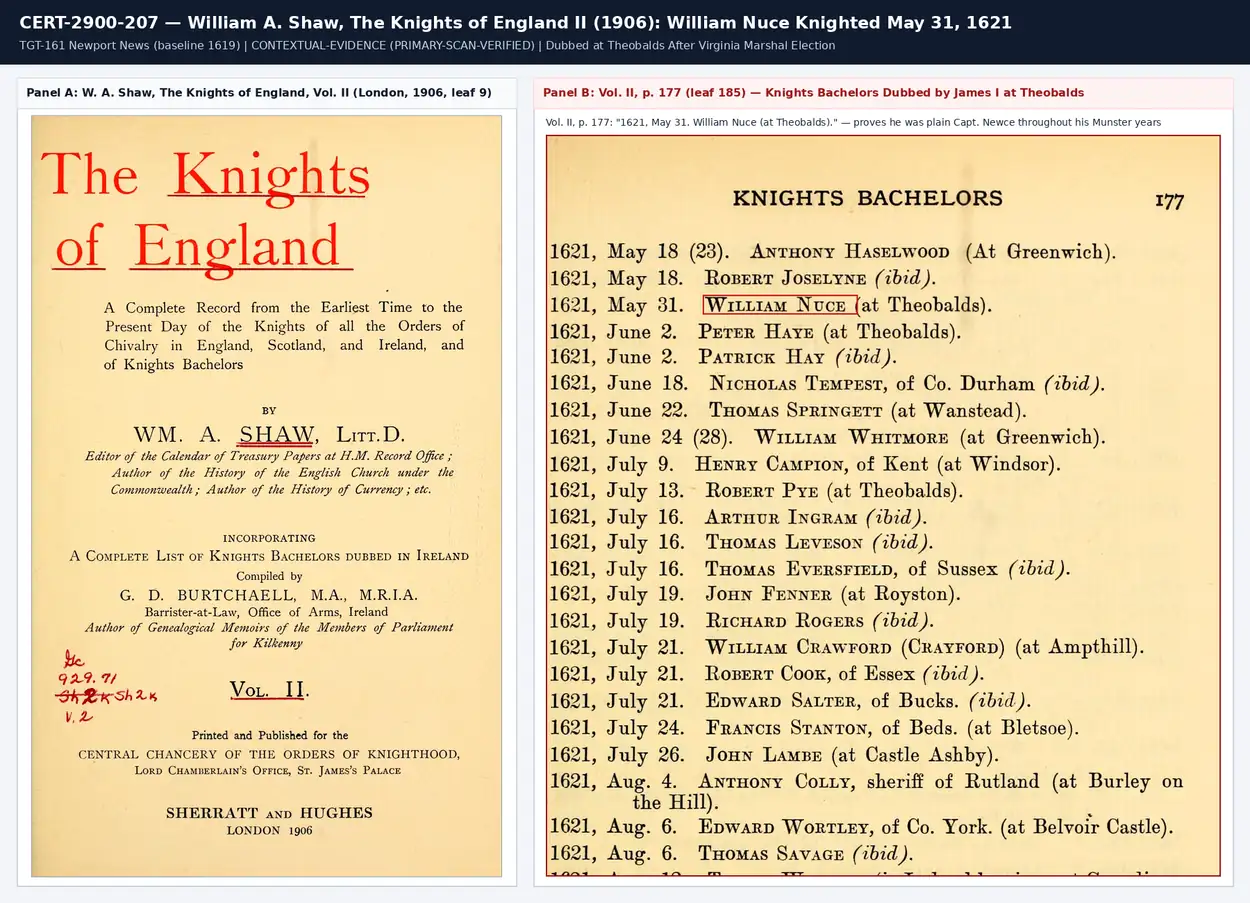 CERT-2900-207 — William A. Shaw, The Knights of England II (1906): William Nuce Knighted May 31, 1621
TGT-161 Newport News (baseline 1619) | CONTEXTUAL-EVIDENCE (PRIMARY-SCAN-VERIFIED) | Dubbed at Theobalds After Virginia Marshal Election
Panel A: W. A. Shaw, The Knights of England, Vol. II (London, 1906, leaf 9)
The Knights
of England
A Complete Record from the Earliest Time to the
Present Day of the Knights of all the Orders of
Chivalry in England, Scotland, and Ireland, and
of Knights Bachelors
BY
WM. A. SHAW, LITT.D.
Editor of the Calendar of Treasury Papers at H.M. Record Office ;
Author of the History of the English Church under the
Commonwealth ; Author of the History of Currency ; etc.
INCORPORATING
A COMPLETE LIST OF KNIGHTS BACHELORS DUBBED IN IRELAND
Compiled by
G. D. BURTCHAELL, M.A., M.R.I.A.
Barrister-at-Law, Office of Arms, Ireland
Author of Genealogical Memoirs of the Members of Parliament
for Kilkenny
Gc
929.71
Sh2K
V.2
VOL. II.
Printed and Published for the
CENTRAL CHANCERY OF THE ORDERS OF KNIGHTHOOD,
LORD CHAMBERLAIN'S OFFICE, ST. JAMES'S PALACE
SHERRATT AND HUGHES
LONDON 1906
Panel B: Vol. II, p. 177 (leaf 185) — Knights Bachelors Dubbed by James I at Theobalds
Vol. II, p. 177: "1621, May 31. William Nuce (at Theobalds)." — proves he was plain Capt. Newce throughout his Munster years
KNIGHTS BACHELORS 177
1621, May 18 (23). ANTHONY HASELWOOD (At Greenwich).
1621, May 18. ROBERT JOSELYNE (ibid).
1621, May 31. WILLIAM NUCE (at Theobalds).
1621, June 2. PETER HAYE (at Theobalds).
1621, June 2. PATRICK HAY (ibid).
1621, June 18. NICHOLAS TEMPEST, of Co. Durham (ibid).
1621, June 22. THOMAS SPRINGETT (at Wanstead).
1621, June 24 (28). WILLIAM WHITMORE (at Greenwich).
1621, July 9. HENRY CAMPION, of Kent (at Windsor).
1621, July 13. ROBERT PYE (at Theobalds).
1621, July 16. ARTHUR INGRAM (ibid).
1621, July 16. THOMAS LEVESON (ibid).
1621, July 16. THOMAS EVERSFIELD, of Sussex (ibid).
1621, July 19. JOHN FENNER (at Royston).
1621, July 19. RICHARD ROGERS (ibid).
1621, July 21. WILLIAM CRAWFORD (CRAYFORD) (at Ampthill).
1621, July 21. ROBERT COOK, of Essex (ibid).
1621, July 21. EDWARD SALTER, of Bucks. (ibid).
1621, July 24. FRANCIS STANTON, of Beds. (at Bletsoe).
1621, July 26. JOHN LAMBE (at Castle Ashby).
1621, Aug. 4. ANTHONY COLLY, sheriff of Rutland (at Burley on
the Hill).
1621, Aug. 6. EDWARD WORTLEY, of Co. York. (at Belvoir Castle).
1621, Aug. 6. THOMAS SAVAGE (ibid).